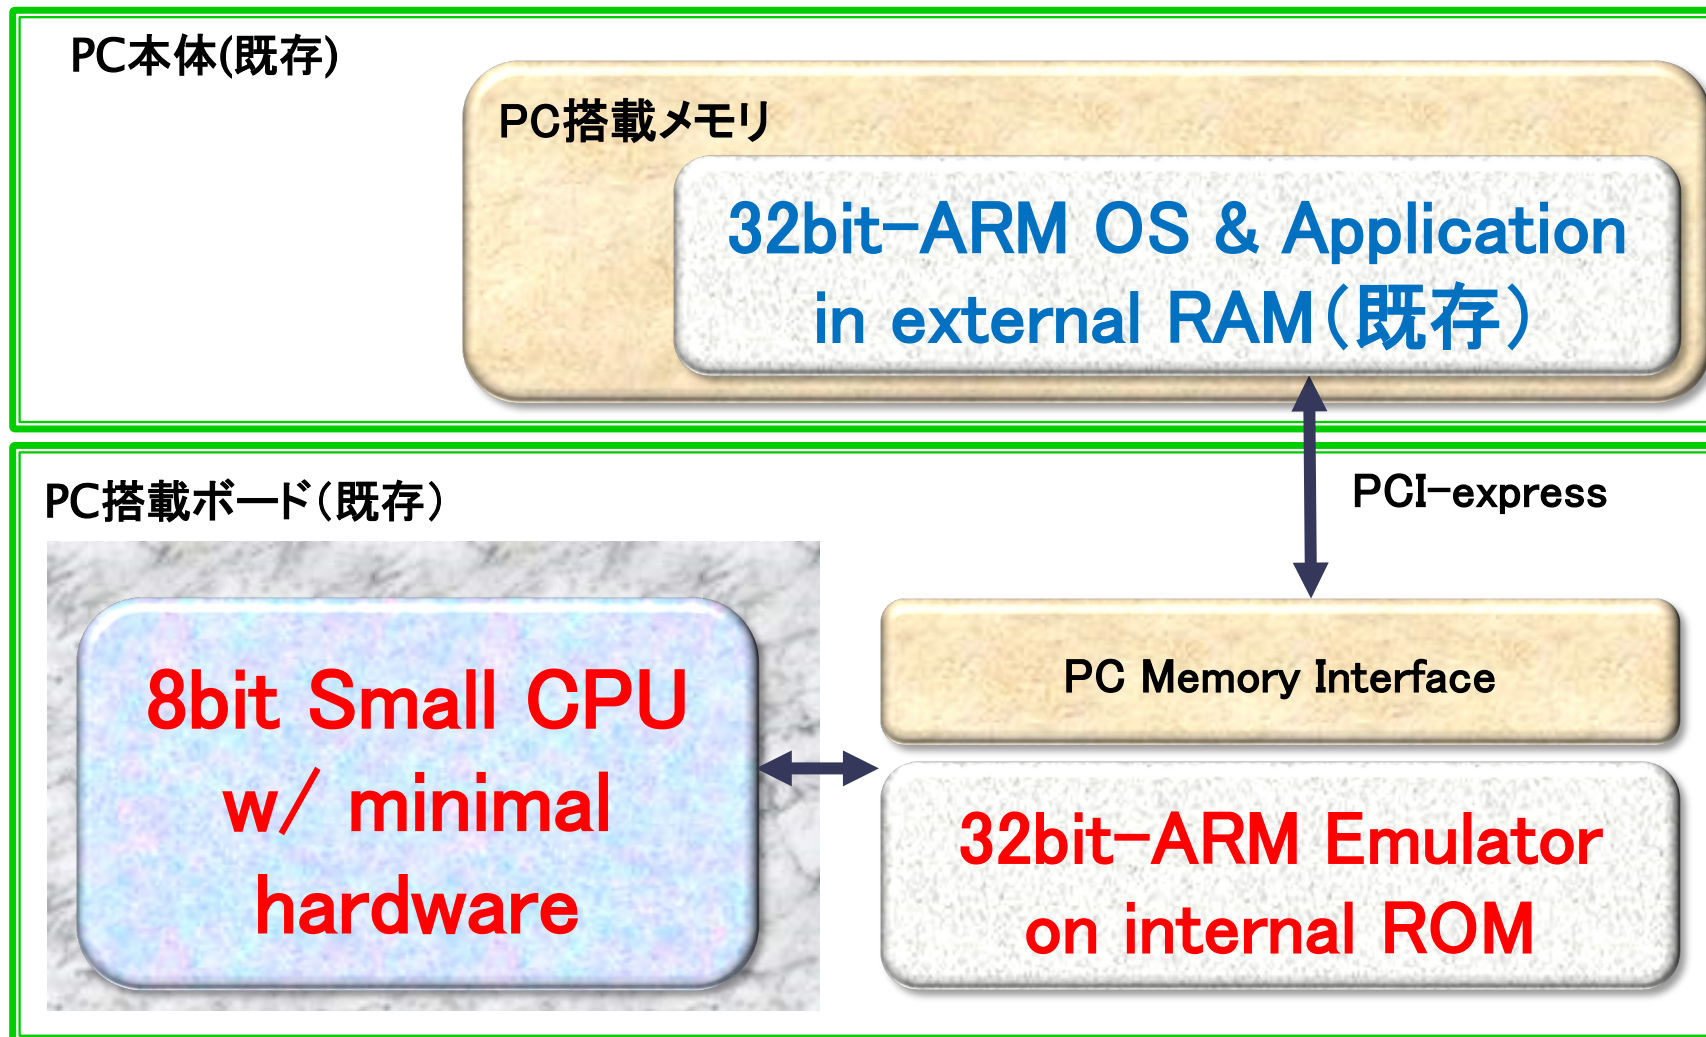 PC本体(既存)
PC搭載メモリ
32bit-ARM OS & Application
in external RAM(既存)
PC搭載ボード(既存)
PCI-express
8bit Small CPU
w/ minimal
hardware
PC Memory Interface
32bit-ARM Emulator
on internal ROM